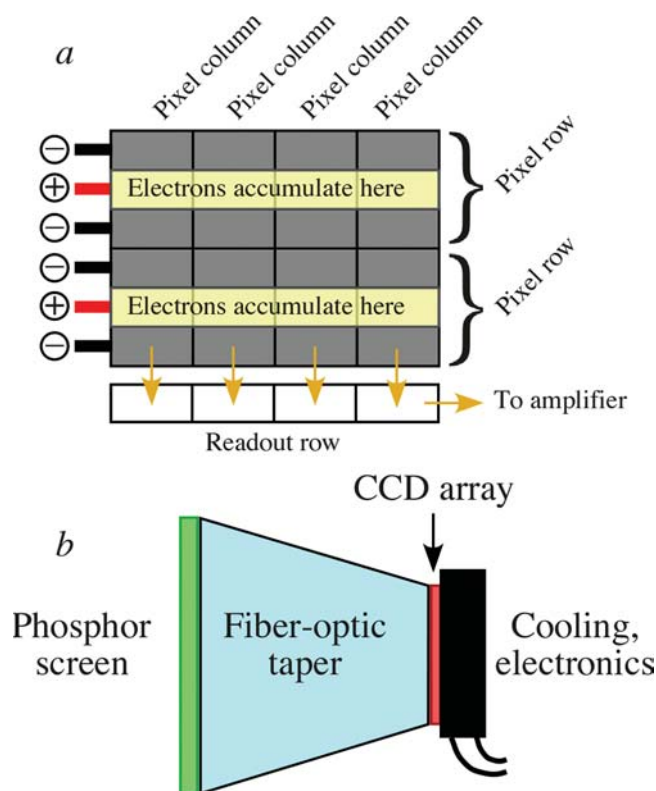 a
Pixel column
Pixel column
Pixel column
Pixel column
−
+
−
−
+
−
Electrons accumulate here
Electrons accumulate here
Pixel row
Pixel row
To amplifier
Readout row
b
CCD array
Phosphor
screen
Fiber-optic
taper
Cooling,
electronics